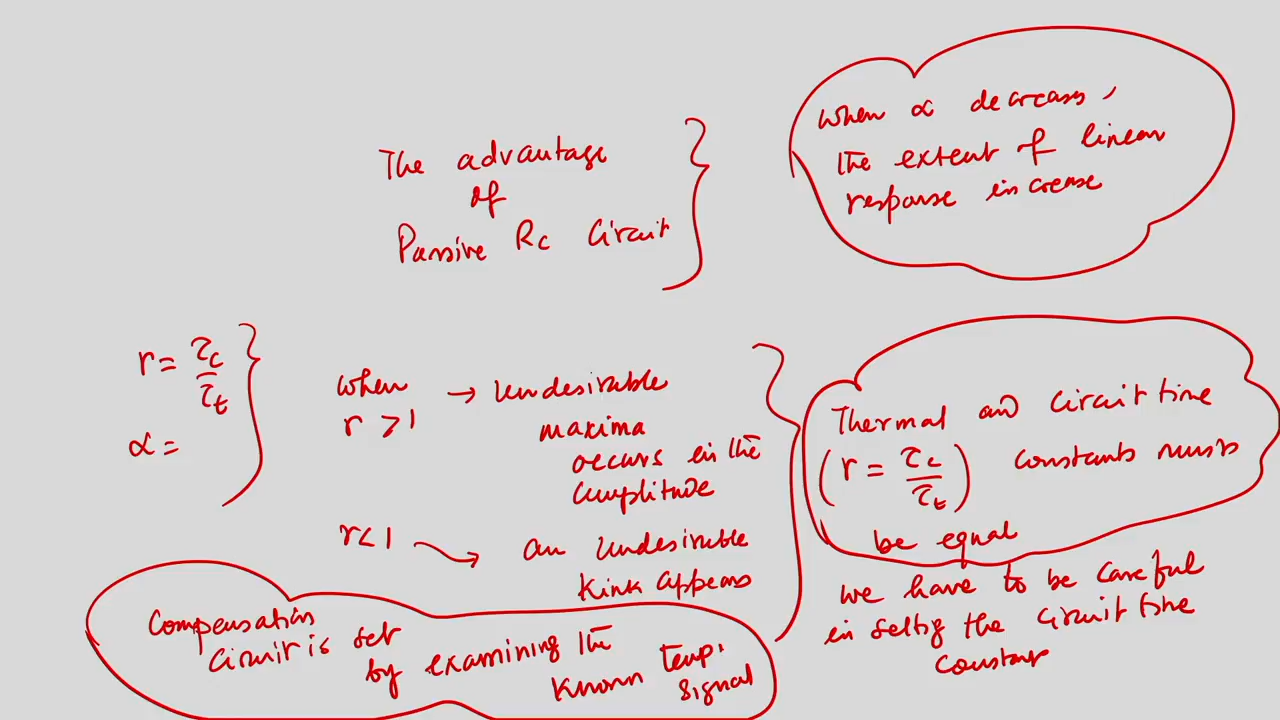 The advantage
of
Passive Rc Circuit
when α decreases,
the extent of linear
response increase
r = τc/τt
α =
when
r >1
→ undesirable
maxima
occurs in the
amplitude
r<1
→ an undesirable
Kink appears
Thermal and circuit time
(r = τc/τt) constants must
be equal
we have to be careful
in setting the circuit time
constant
Compensation
circuit is set
by examining the
known temp.
signal